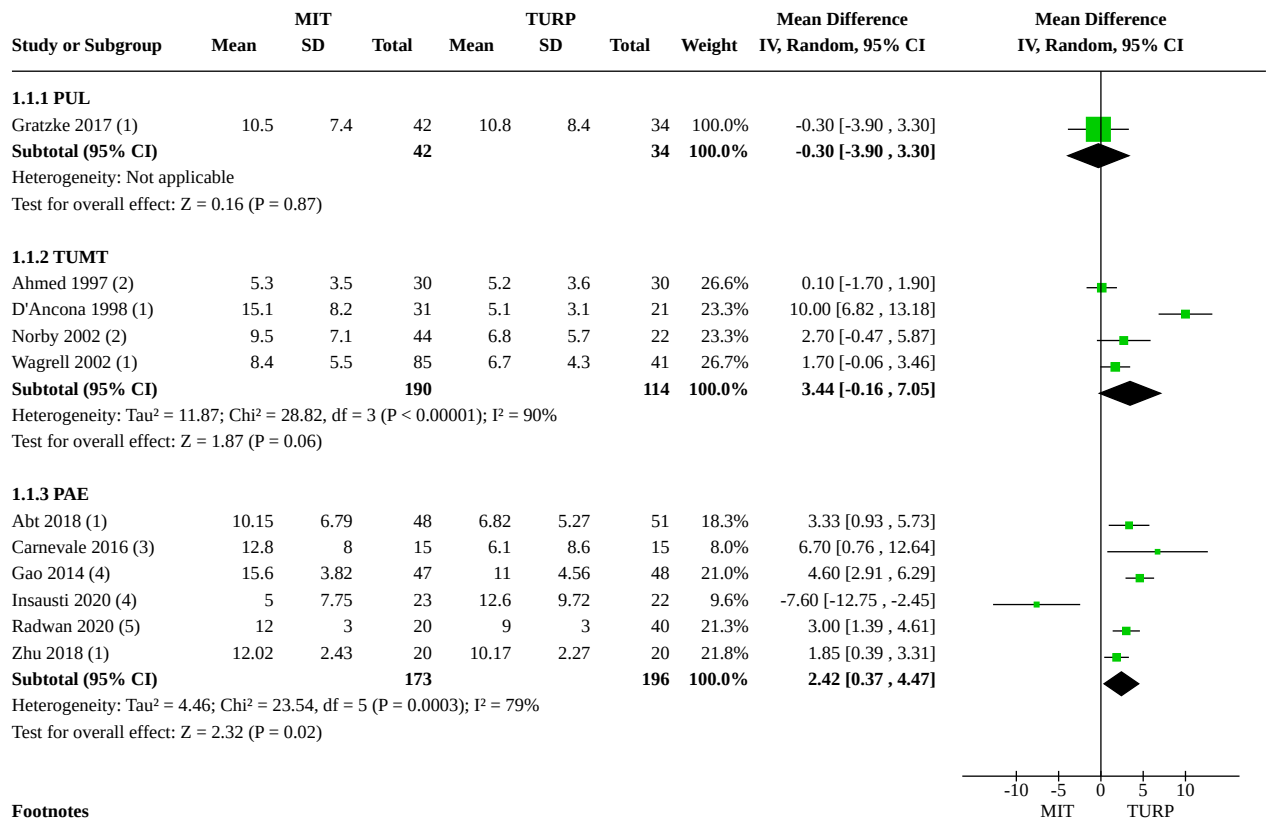 MIT TURP Mean Difference Mean Difference
Study or Subgroup Mean SD Total Mean SD Total Weight IV, Random, 95% CI IV, Random, 95% CI
1.1.1 PUL
Gratzke 2017 (1) 10.5 7.4 42 10.8 8.4 34 100.0% -0.30 [-3.90 , 3.30]
Subtotal (95% CI) 42 34 100.0% -0.30 [-3.90 , 3.30]
Heterogeneity: Not applicable
Test for overall effect: Z = 0.16 (P = 0.87)
1.1.2 TUMT
Ahmed 1997 (2) 5.3 3.5 30 5.2 3.6 30 26.6% 0.10 [-1.70 , 1.90]
D'Ancona 1998 (1) 15.1 8.2 31 5.1 3.1 21 23.3% 10.00 [6.82 , 13.18]
Norby 2002 (2) 9.5 7.1 44 6.8 5.7 22 23.3% 2.70 [-0.47 , 5.87]
Wagrell 2002 (1) 8.4 5.5 85 6.7 4.3 41 26.7% 1.70 [-0.06 , 3.46]
Subtotal (95% CI) 190 114 100.0% 3.44 [-0.16 , 7.05]
Heterogeneity: Tau² = 11.87; Chi² = 28.82, df = 3 (P < 0.00001); I² = 90%
Test for overall effect: Z = 1.87 (P = 0.06)
1.1.3 PAE
Abt 2018 (1) 10.15 6.79 48 6.82 5.27 51 18.3% 3.33 [0.93 , 5.73]
Carnevale 2016 (3) 12.8 8 15 6.1 8.6 15 8.0% 6.70 [0.76 , 12.64]
Gao 2014 (4) 15.6 3.82 47 11 4.56 48 21.0% 4.60 [2.91 , 6.29]
Insausti 2020 (4) 5 7.75 23 12.6 9.72 22 9.6% -7.60 [-12.75 , -2.45]
Radwan 2020 (5) 12 3 20 9 3 40 21.3% 3.00 [1.39 , 4.61]
Zhu 2018 (1) 12.02 2.43 20 10.17 2.27 20 21.8% 1.85 [0.39 , 3.31]
Subtotal (95% CI) 173 196 100.0% 2.42 [0.37 , 4.47]
Heterogeneity: Tau² = 4.46; Chi² = 23.54, df = 5 (P = 0.0003); I² = 79%
Test for overall effect: Z = 2.32 (P = 0.02)
-10 -5 0 5 10
Footnotes MIT TURP